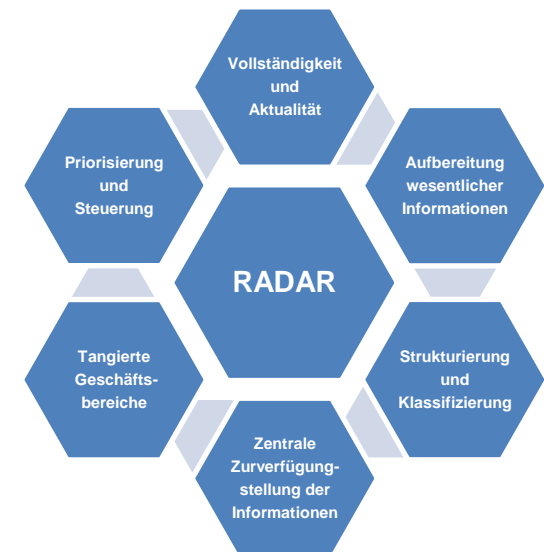 Vollständigkeit
und
Aktualität
Aufbereitung
wesentlicher
Informationen
Strukturierung
und
Klassifizierung
Zentrale
Zurverfügung-
stellung der
Informationen
Tangierte
Geschäfts-
bereiche
Priorisierung
und
Steuerung
RADAR